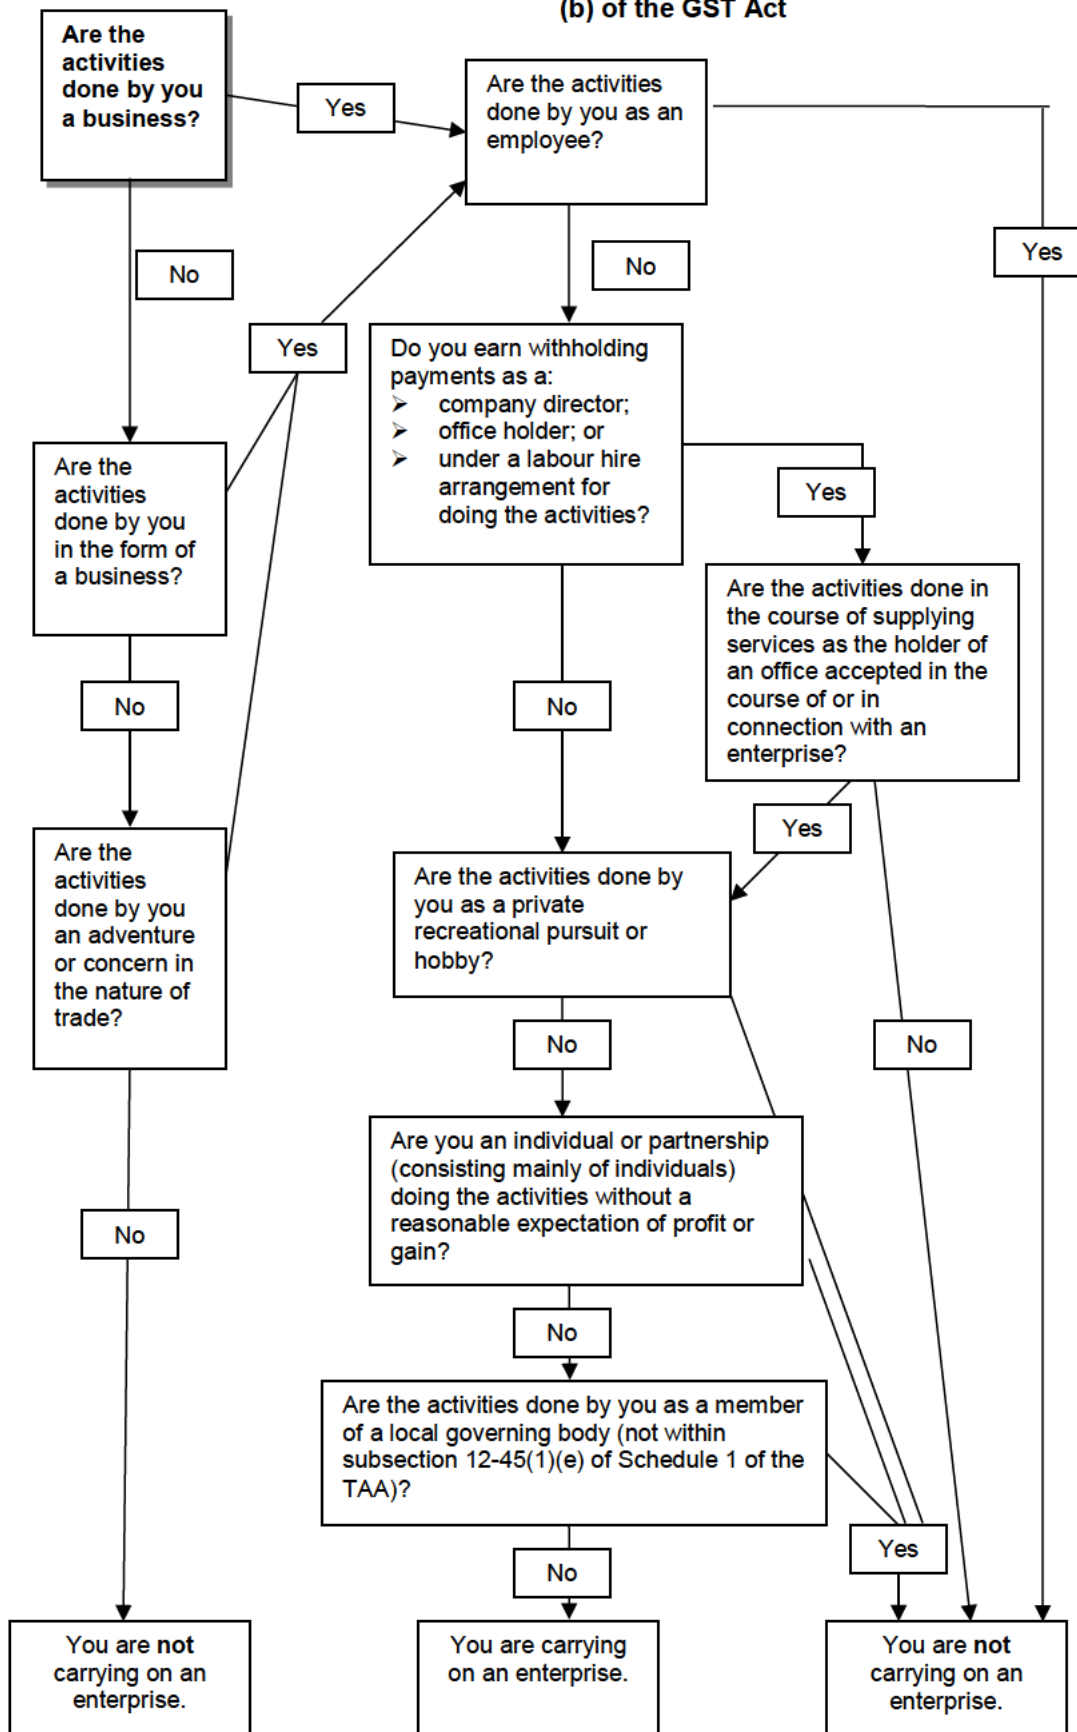 (b) of the GST Act
Are the
activities
done by you
a business?
Yes
Are the activities
done by you as an
employee?
Yes
No
No
Yes
Do you earn withholding
payments as a:
➢ company director;
➢ office holder; or
➢ under a labour hire
arrangement for
doing the activities?
Are the
activities
done by you
in the form of
a business?
Yes
Are the activities done in
the course of supplying
services as the holder of
an office accepted in the
course of or in
connection with an
enterprise?
No
No
Yes
Are the
activities
done by you
an adventure
or concern in
the nature of
trade?
Are the activities done by
you as a private
recreational pursuit or
hobby?
No
No
Are you an individual or partnership
(consisting mainly of individuals)
doing the activities without a
reasonable expectation of profit or
gain?
No
No
Are the activities done by you as a member
of a local governing body (not within
subsection 12-45(1)(e) of Schedule 1 of the
TAA)?
Yes
No
You are not
carrying on an
enterprise.
You are carrying
on an enterprise.
You are not
carrying on an
enterprise.